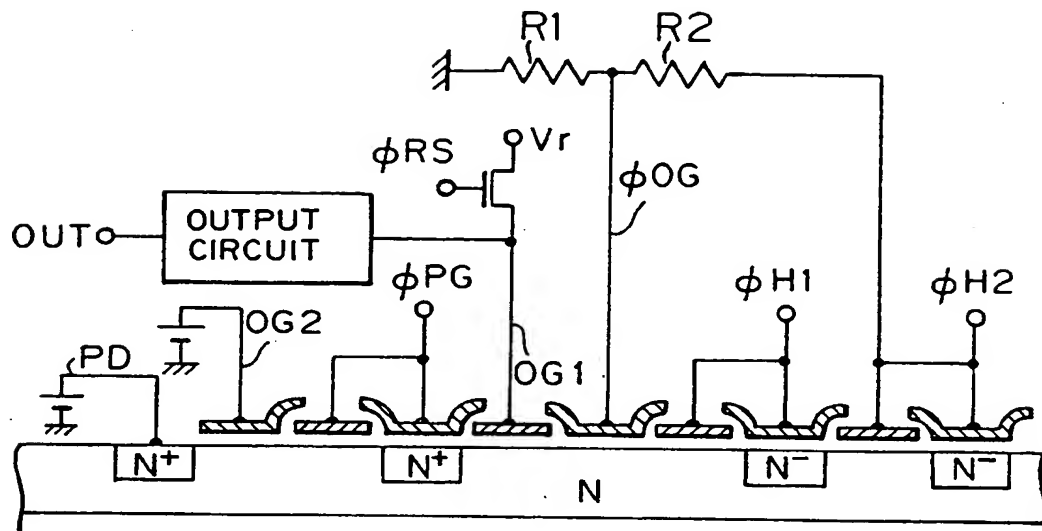 R1 R2
Vr
φRS
φOG
OUT
OUTPUT
CIRCUIT
φPG
φH1
φH2
OG2
PD
OG1
N+ N+ N- N-
N